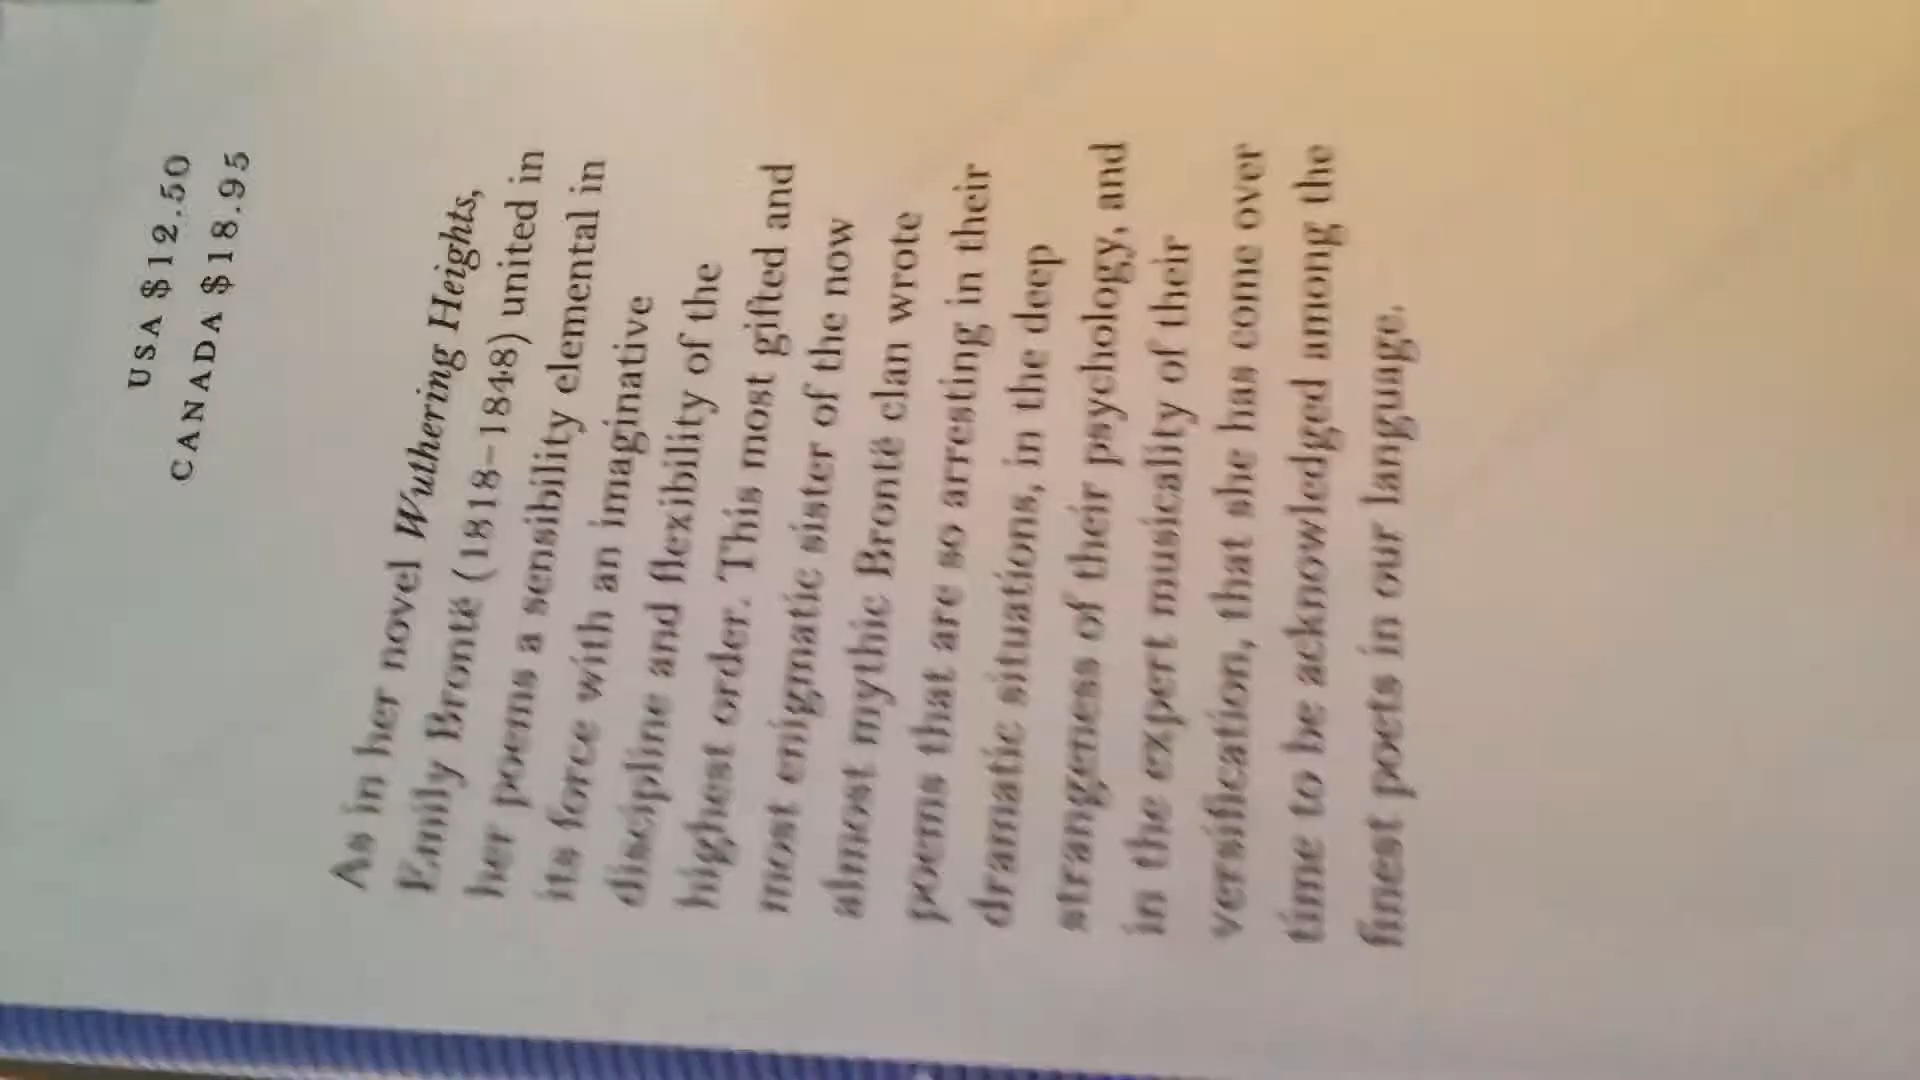 USA $12.50
CANADA $18.95
As in her novel Wuthering Heights,
Emily Brontë (1818–1848) united in
her poems a sensibility elemental in
its force with an imaginative
discipline and flexibility of the
highest order. This most gifted and
most enigmatic sister of the now
almost mythic Brontë clan wrote
poems that are so arresting in their
dramatic situations, in the deep
strangeness of their psychology, and
in the expert musicality of their
versification, that she has come over
time to be acknowledged among the
finest poets in our language.